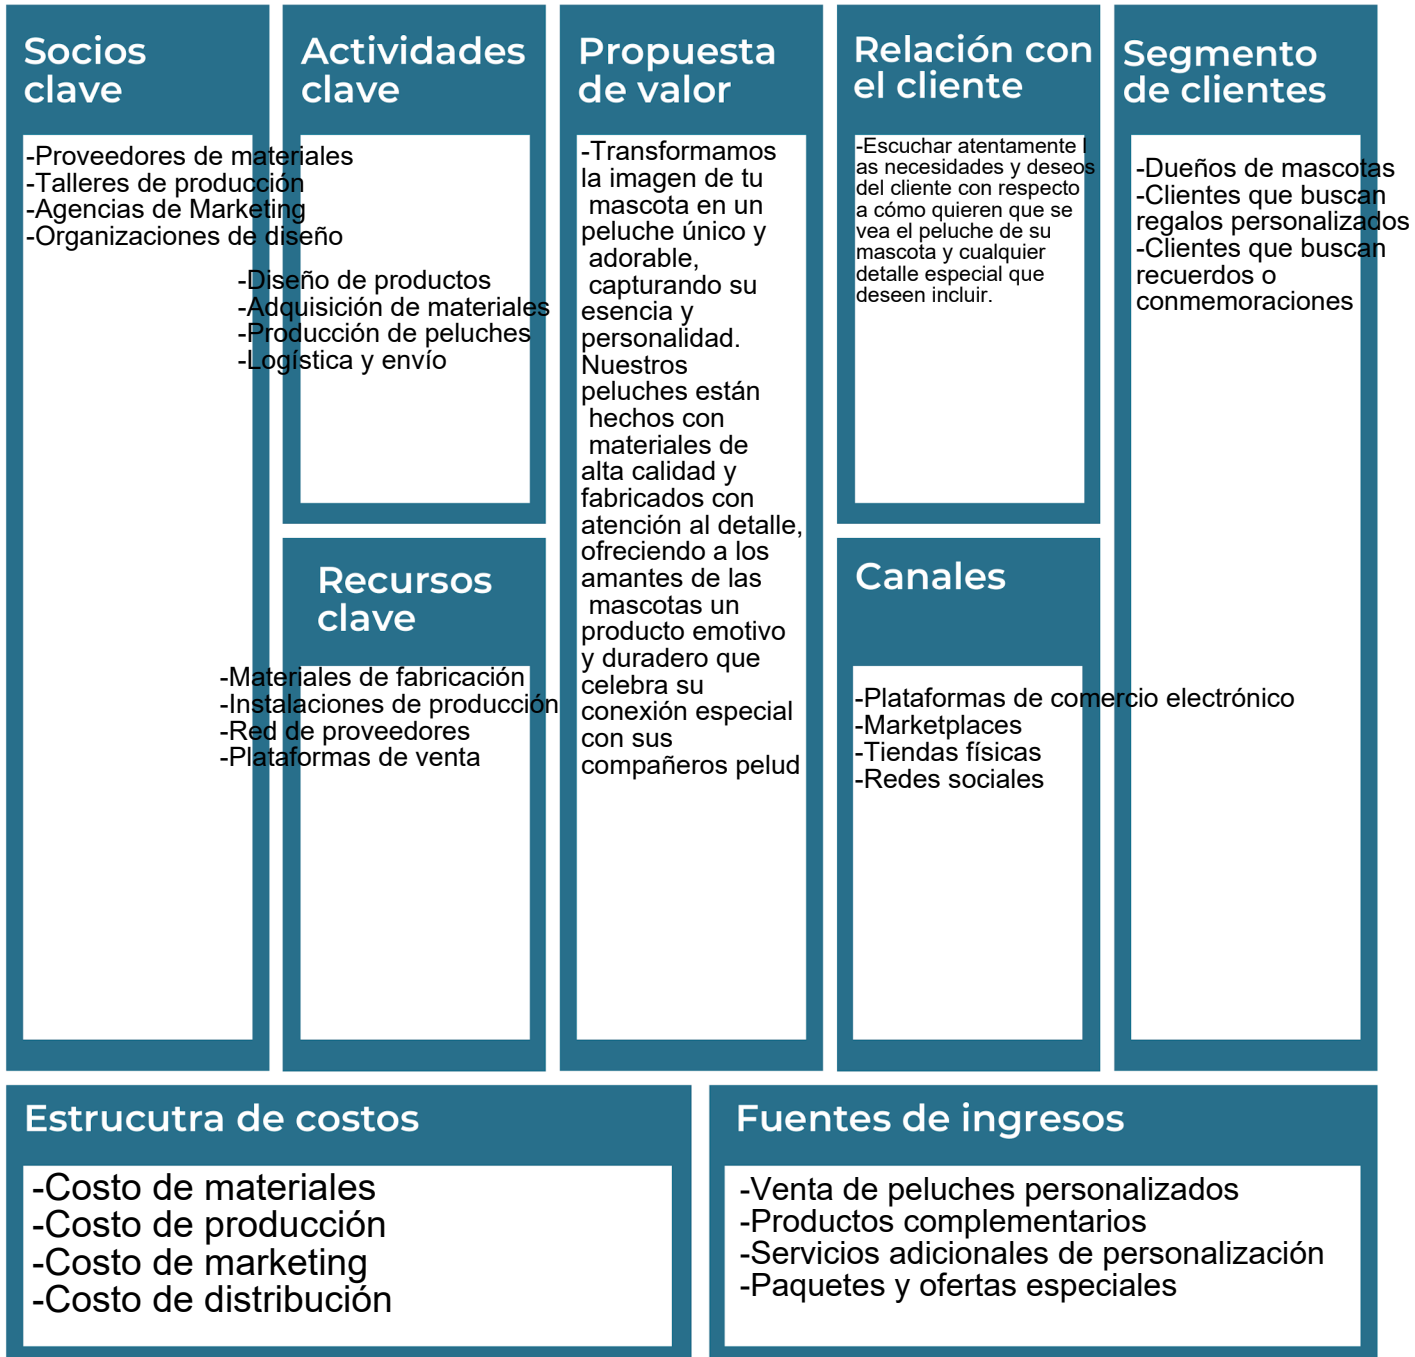 Socios
clave
-Proveedores de materiales
-Talleres de producción
-Agencias de Marketing
-Organizaciones de diseño
Actividades
clave
-Diseño de productos
-Adquisición de materiales
-Producción de peluches
-Logística y envío
Recursos
clave
-Materiales de fabricación
-Instalaciones de producción
-Red de proveedores
-Plataformas de venta
Propuesta
de valor
-Transformamos
la imagen de tu
mascota en un
peluche único y
adorable,
capturando su
esencia y
personalidad.
Nuestros
peluches están
hechos con
materiales de
alta calidad y
fabricados con
atención al detalle,
ofreciendo a los
amantes de las
mascotas un
producto emotivo
y duradero que
celebra su
conexión especial
con sus
compañeros pelud
Relación con
el cliente
-Escuchar atentamente l
as necesidades y deseos
del cliente con respecto
a cómo quieren que se
vea el peluche de su
mascota y cualquier
detalle especial que
deseen incluir.
Canales
-Plataformas de comercio electrónico
-Marketplaces
-Tiendas físicas
-Redes sociales
Segmento
de clientes
-Dueños de mascotas
-Clientes que buscan
regalos personalizados
-Clientes que buscan
recuerdos o
conmemoraciones
Estrucutra de costos
-Costo de materiales
-Costo de producción
-Costo de marketing
-Costo de distribución
Fuentes de ingresos
-Venta de peluches personalizados
-Productos complementarios
-Servicios adicionales de personalización
-Paquetes y ofertas especiales